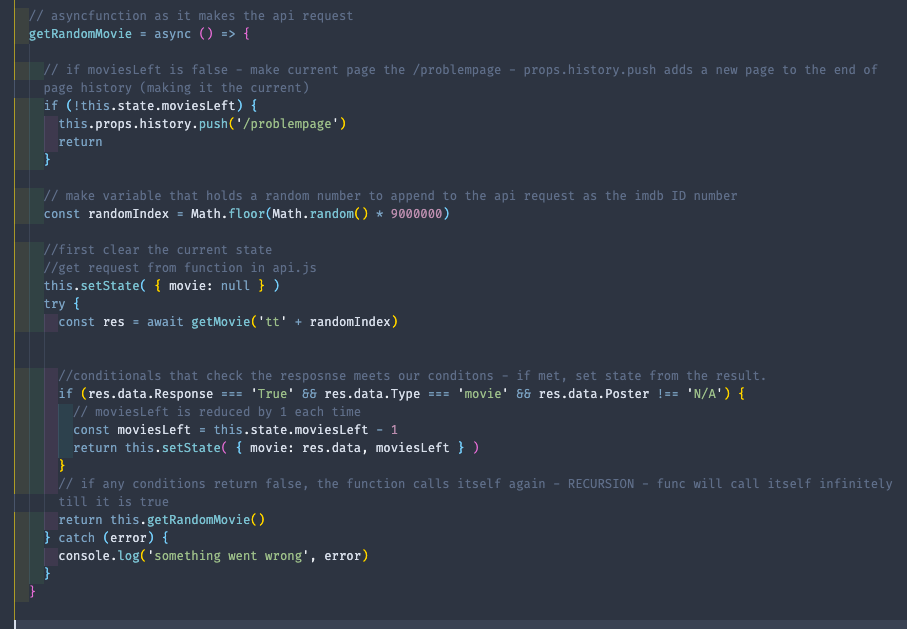 // asyncfunction as it makes the api request
getRandomMovie = async () => {
// if moviesLeft is false - make current page the /problempage - props.history.push adds a new page to the end of
page history (making it the current)
if (!this.state.moviesLeft) {
this.props.history.push('/problempage')
return
}
// make variable that holds a random number to append to the api request as the imdb ID number
const randomIndex = Math.floor(Math.random() * 9000000)
//first clear the current state
//get request from function in api.js
this.setState( { movie: null } )
try {
const res = await getMovie('tt' + randomIndex)
//conditionals that check the resposnse meets our conditons - if met, set state from the result.
if (res.data.Response === 'True' && res.data.Type === 'movie' && res.data.Poster !== 'N/A') {
// moviesLeft is reduced by 1 each time
const moviesLeft = this.state.moviesLeft - 1
return this.setState( { movie: res.data, moviesLeft } )
}
// if any conditions return false, the function calls itself again - RECURSION - func will call itself infinitely
till it is true
return this.getRandomMovie()
} catch (error) {
console.log('something went wrong', error)
}
}